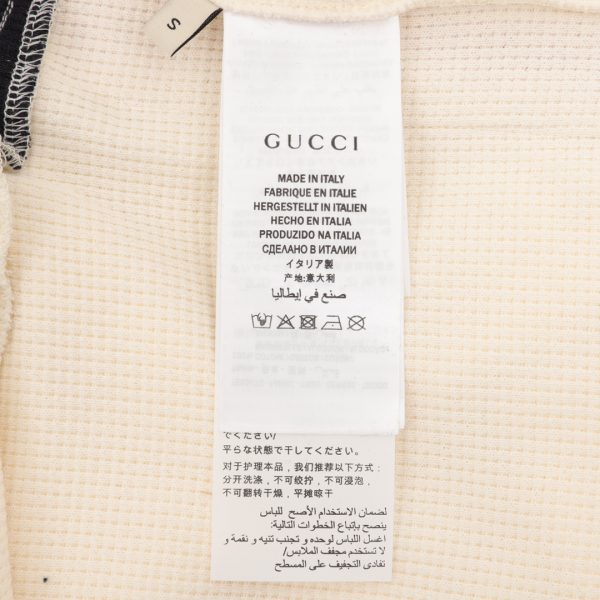 S
GUCCI
MADE IN ITALY
FABRIQUE EN ITALIE
HERGESTELLT IN ITALIEN
HECHO EN ITALIA
PRODUZIDO NA ITALIA
СДЕЛАНО В ИТАЛИИ
イタリア製
产地:意大利
صنع في إيطاليا
でください/
平らな状態で干してください。
对于护理本品，我们推荐以下方式:
分开洗涤，不可绞拧，不可浸泡，
不可翻转干燥，平摊晾干
لضمان الاستخدام الأصح للباس
ينصح بإتباع الخطوات التالية:
اغسل اللباس لوحده و تجنب تنيه و نقعة و
لا تستخدم مجفف الملابس/
تفادى التجفيف على المسطح